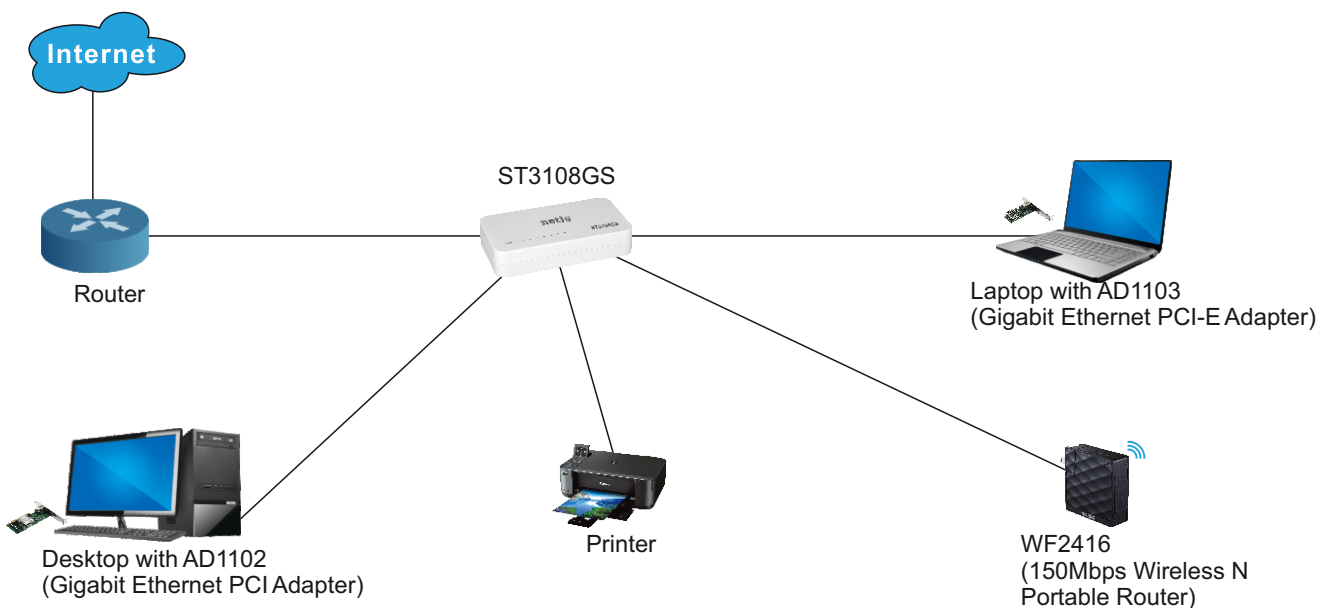 Internet
ST3108GS
netis
Router
Laptop with AD1103
(Gigabit Ethernet PCI-E Adapter)
Desktop with AD1102
(Gigabit Ethernet PCI Adapter)
Printer
WF2416
(150Mbps Wireless N
Portable Router)